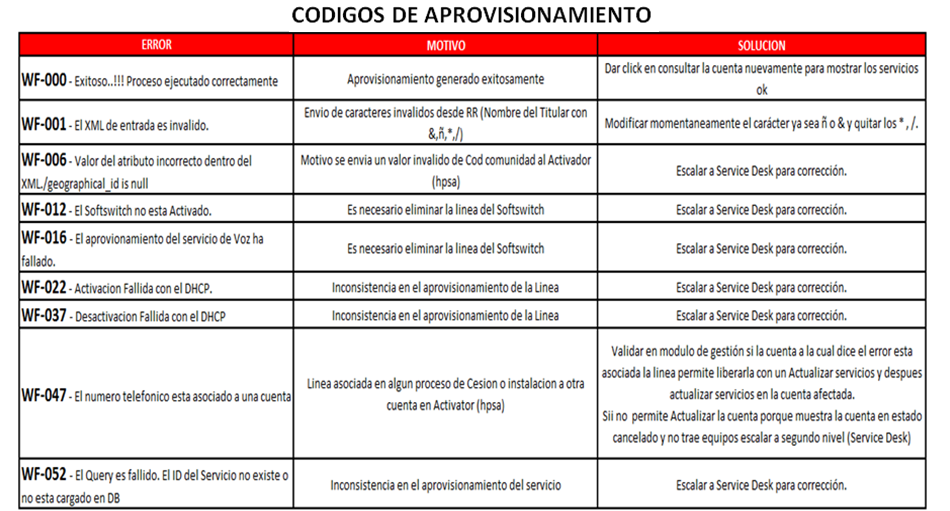 CODIGOS DE APROVISIONAMIENTO
ERROR
MOTIVO
SOLUCION
WF-000 - Exitoso..!!! Proceso ejecutado correctamente
Aprovisionamiento generado exitosamente
Dar click en consultar la cuenta nuevamente para mostrar los servicios
ok
WF-001 - El XML de entrada es invalido.
Envio de caracteres invalidos desde RR (Nombre del Titular con
&,ñ,*,/)
Modificar momentaneamente el carácter ya sea ñ o & y quitar los * , /.
WF-006 - Valor del atributo incorrecto dentro del
XML./geographical_id is null
Motivo se envia un valor invalido de Cod comunidad al Activador
(hpsa)
Escalar a Service Desk para corrección.
WF-012 - El Softswitch no esta Activado.
Es necesario eliminar la linea del Softswitch
Escalar a Service Desk para corrección.
WF-016 - El aprovionamiento del servicio de Voz ha
fallado.
Es necesario eliminar la linea del Softswitch
Escalar a Service Desk para corrección.
WF-022 - Activacion Fallida con el DHCP.
Inconsistencia en el aprovisionamiento de la Linea
Escalar a Service Desk para corrección.
WF-037 - Desactivacion Fallida con el DHCP
Inconsistencia en el aprovisionamiento de la Linea
Escalar a Service Desk para corrección.
WF-047 - El numero telefonico esta asociado a una cuenta
Linea asociada en algun proceso de Cesion o instalacion a otra
cuenta en Activator (hpsa)
Validar en modulo de gestión si la cuenta a la cual dice el error esta
asociada la linea permite liberarla con un Actualizar servicios y despues
actualizar servicios en la cuenta afectada.
Sii no permite Actualizar la cuenta porque muestra la cuenta en estado
cancelado y no trae equipos escalar a segundo nivel (Service Desk)
WF-052 - El Query es fallido. El ID del Servicio no existe o
no esta cargado en DB
Inconsistencia en el aprovisionamiento del servicio
Escalar a Service Desk para corrección.